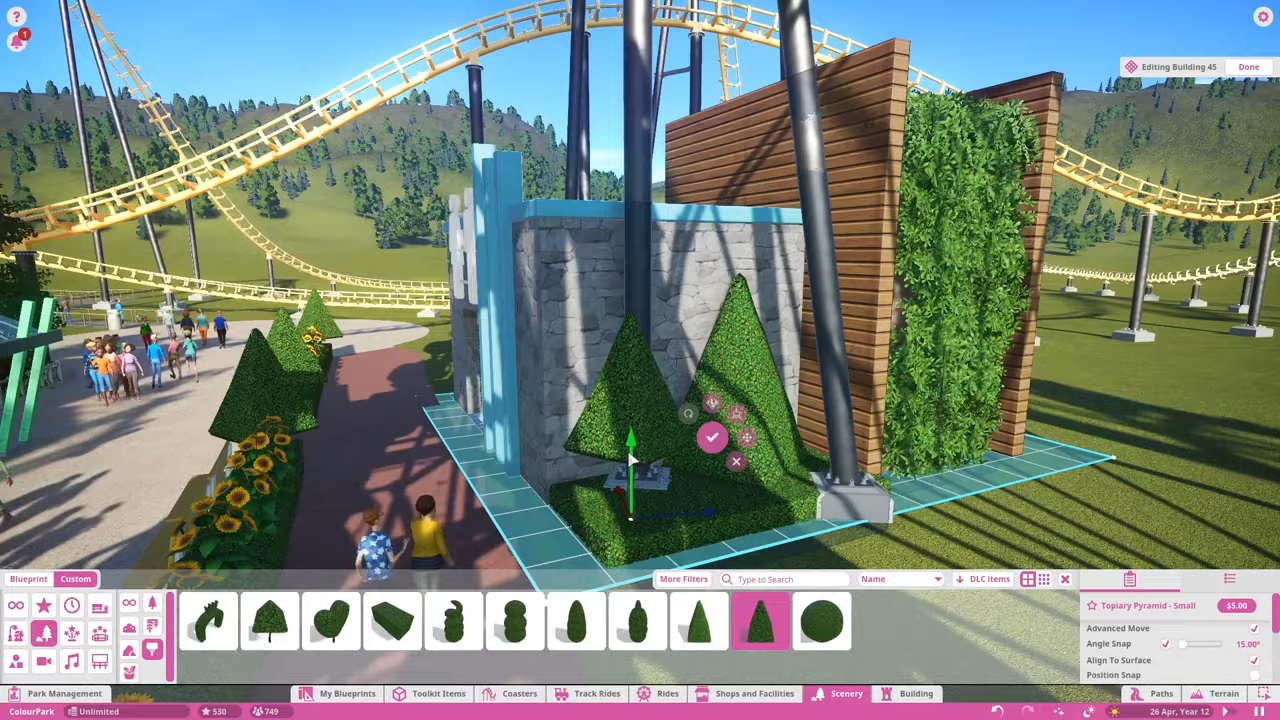 ?
1
Editing Building 45
Done
Blueprint
Custom
More Filters
Type to Search
Name
DLC items
Topiary Pyramid - Small
$5.00
Advanced Move
Angle Snap
15.00°
Align To Surface
Position Snap
Park Management
My Blueprints
Toolkit Items
Coasters
Track Rides
Rides
Shops and Facilities
Scenery
Building
Paths
Terrain
ColourPark
Unlimited
530
749
26 Apr, Year 12